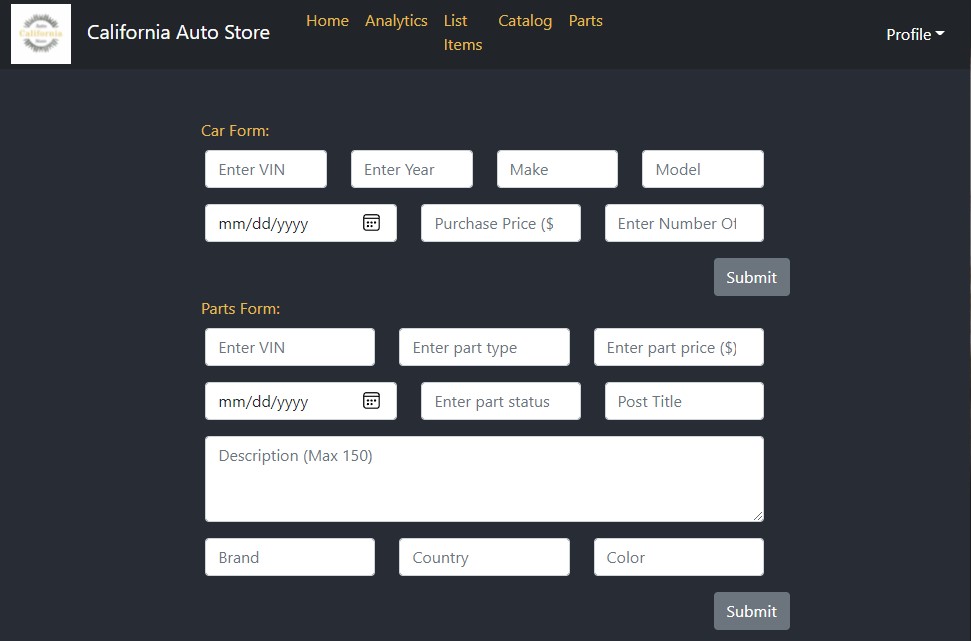 California
California Auto Store
Home
Analytics
List
Items
Catalog
Parts
Profile
Car Form:
Enter VIN
Enter Year
Make
Model
mm/dd/yyyy
Purchase Price ($
Enter Number Of
Submit
Parts Form:
Enter VIN
Enter part type
Enter part price ($)
mm/dd/yyyy
Enter part status
Post Title
Description (Max 150)
Brand
Country
Color
Submit